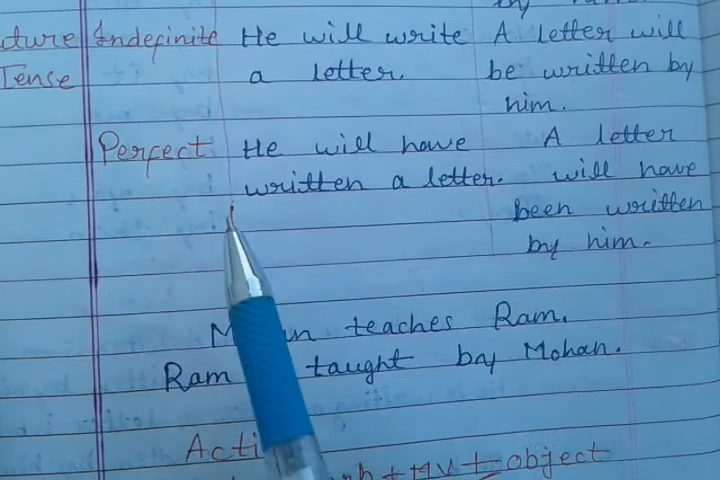 Indefinite He will write A letter will
Tense a letter. be written by
him.
Perfect He will have A letter
written a letter. will have
been written
by him.
teaches Ram.
Ram taught by Mohan.
object